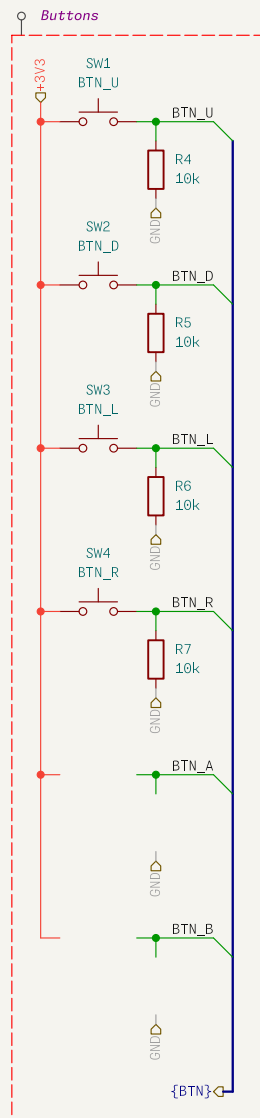 Buttons
+3V3
SW1
BTN_U
BTN_U
R4
10k
GND
SW2
BTN_D
BTN_D
R5
10k
GND
SW3
BTN_L
BTN_L
R6
10k
GND
SW4
BTN_R
BTN_R
R7
10k
GND
BTN_A
GND
BTN_B
GND
{BTN}